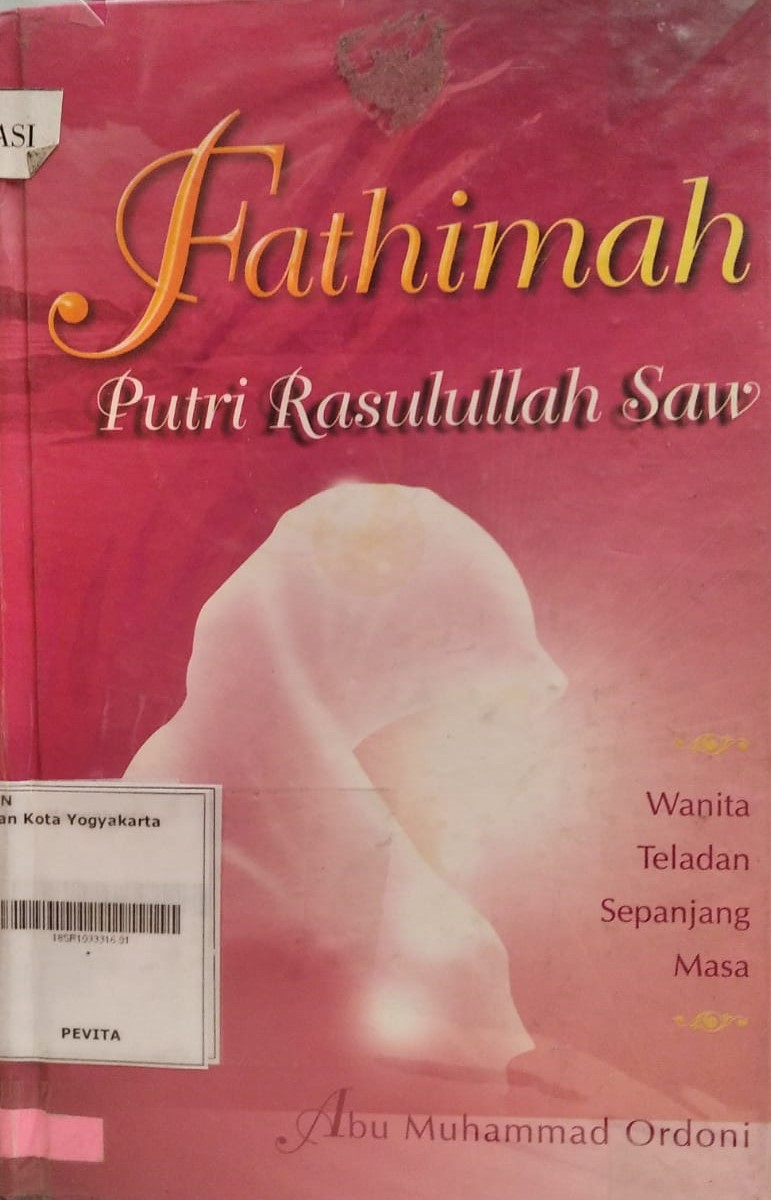 ASI
Fathimah
Putri Rasulullah Saw
Wanita
Teladan
Sepanjang
Masa
N
an Kota Yogyakarta
PEVITA
Abu Muhammad Ordoni